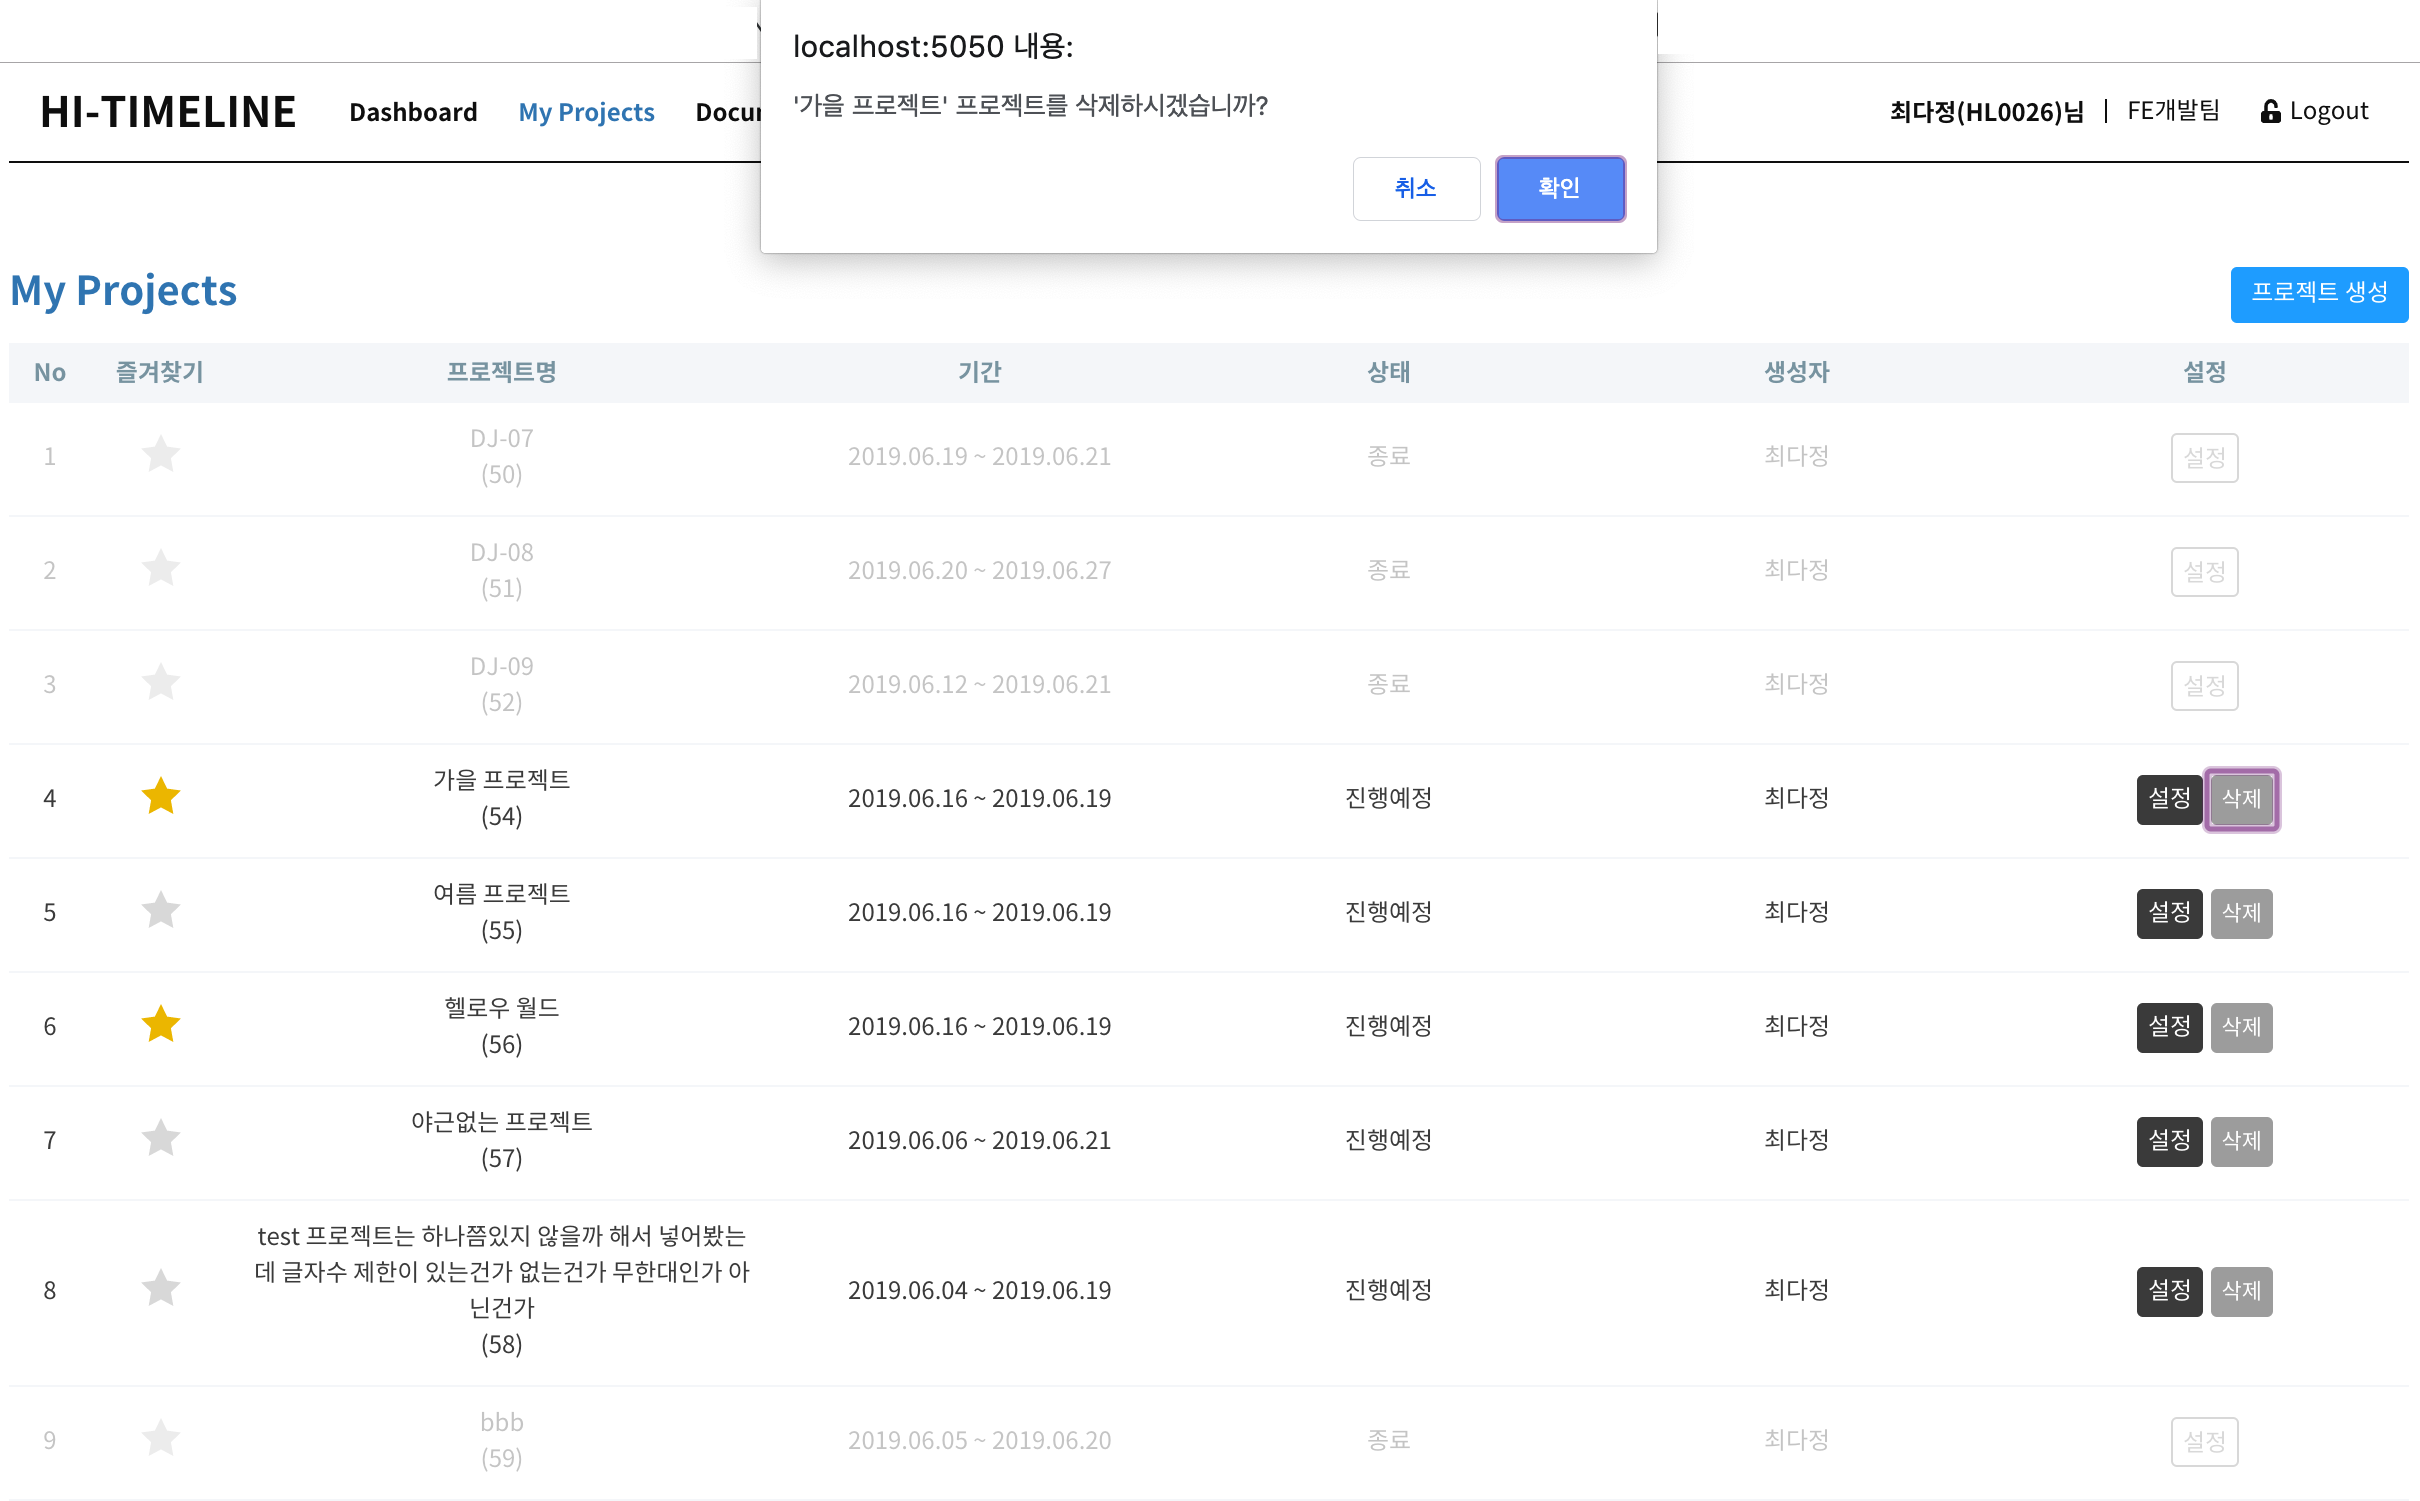 localhost:5050 내용:
'가을 프로젝트' 프로젝트를 삭제하시겠습니까?
취소 확인
HI-TIMELINE Dashboard My Projects 최다정(HL0026)님 | FE개발팀 Logout
My Projects
프로젝트 생성
No 즐겨찾기 프로젝트명 기간 상태 생성자 설정
1 DJ-07 2019.06.19 ~ 2019.06.21 종료 최다정 설정
(50)
2 DJ-08 2019.06.20 ~ 2019.06.27 종료 최다정 설정
(51)
3 DJ-09 2019.06.12 ~ 2019.06.21 종료 최다정 설정
(52)
4 가을 프로젝트 2019.06.16 ~ 2019.06.19 진행예정 최다정 설정 삭제
(54)
5 여름 프로젝트 2019.06.16 ~ 2019.06.19 진행예정 최다정 설정 삭제
(55)
6 헬로우 월드 2019.06.16 ~ 2019.06.19 진행예정 최다정 설정 삭제
(56)
7 야근없는 프로젝트 2019.06.06 ~ 2019.06.21 진행예정 최다정 설정 삭제
(57)
test 프로젝트는 하나쯤있지 않을까 해서 넣어봤는
데 글자수 제한이 있는건가 없는건가 무한대인가 아
8 닌건가 2019.06.04 ~ 2019.06.19 진행예정 최다정 설정 삭제
(58)
9 bbb 2019.06.05 ~ 2019.06.20 종료 최다정 설정
(59)